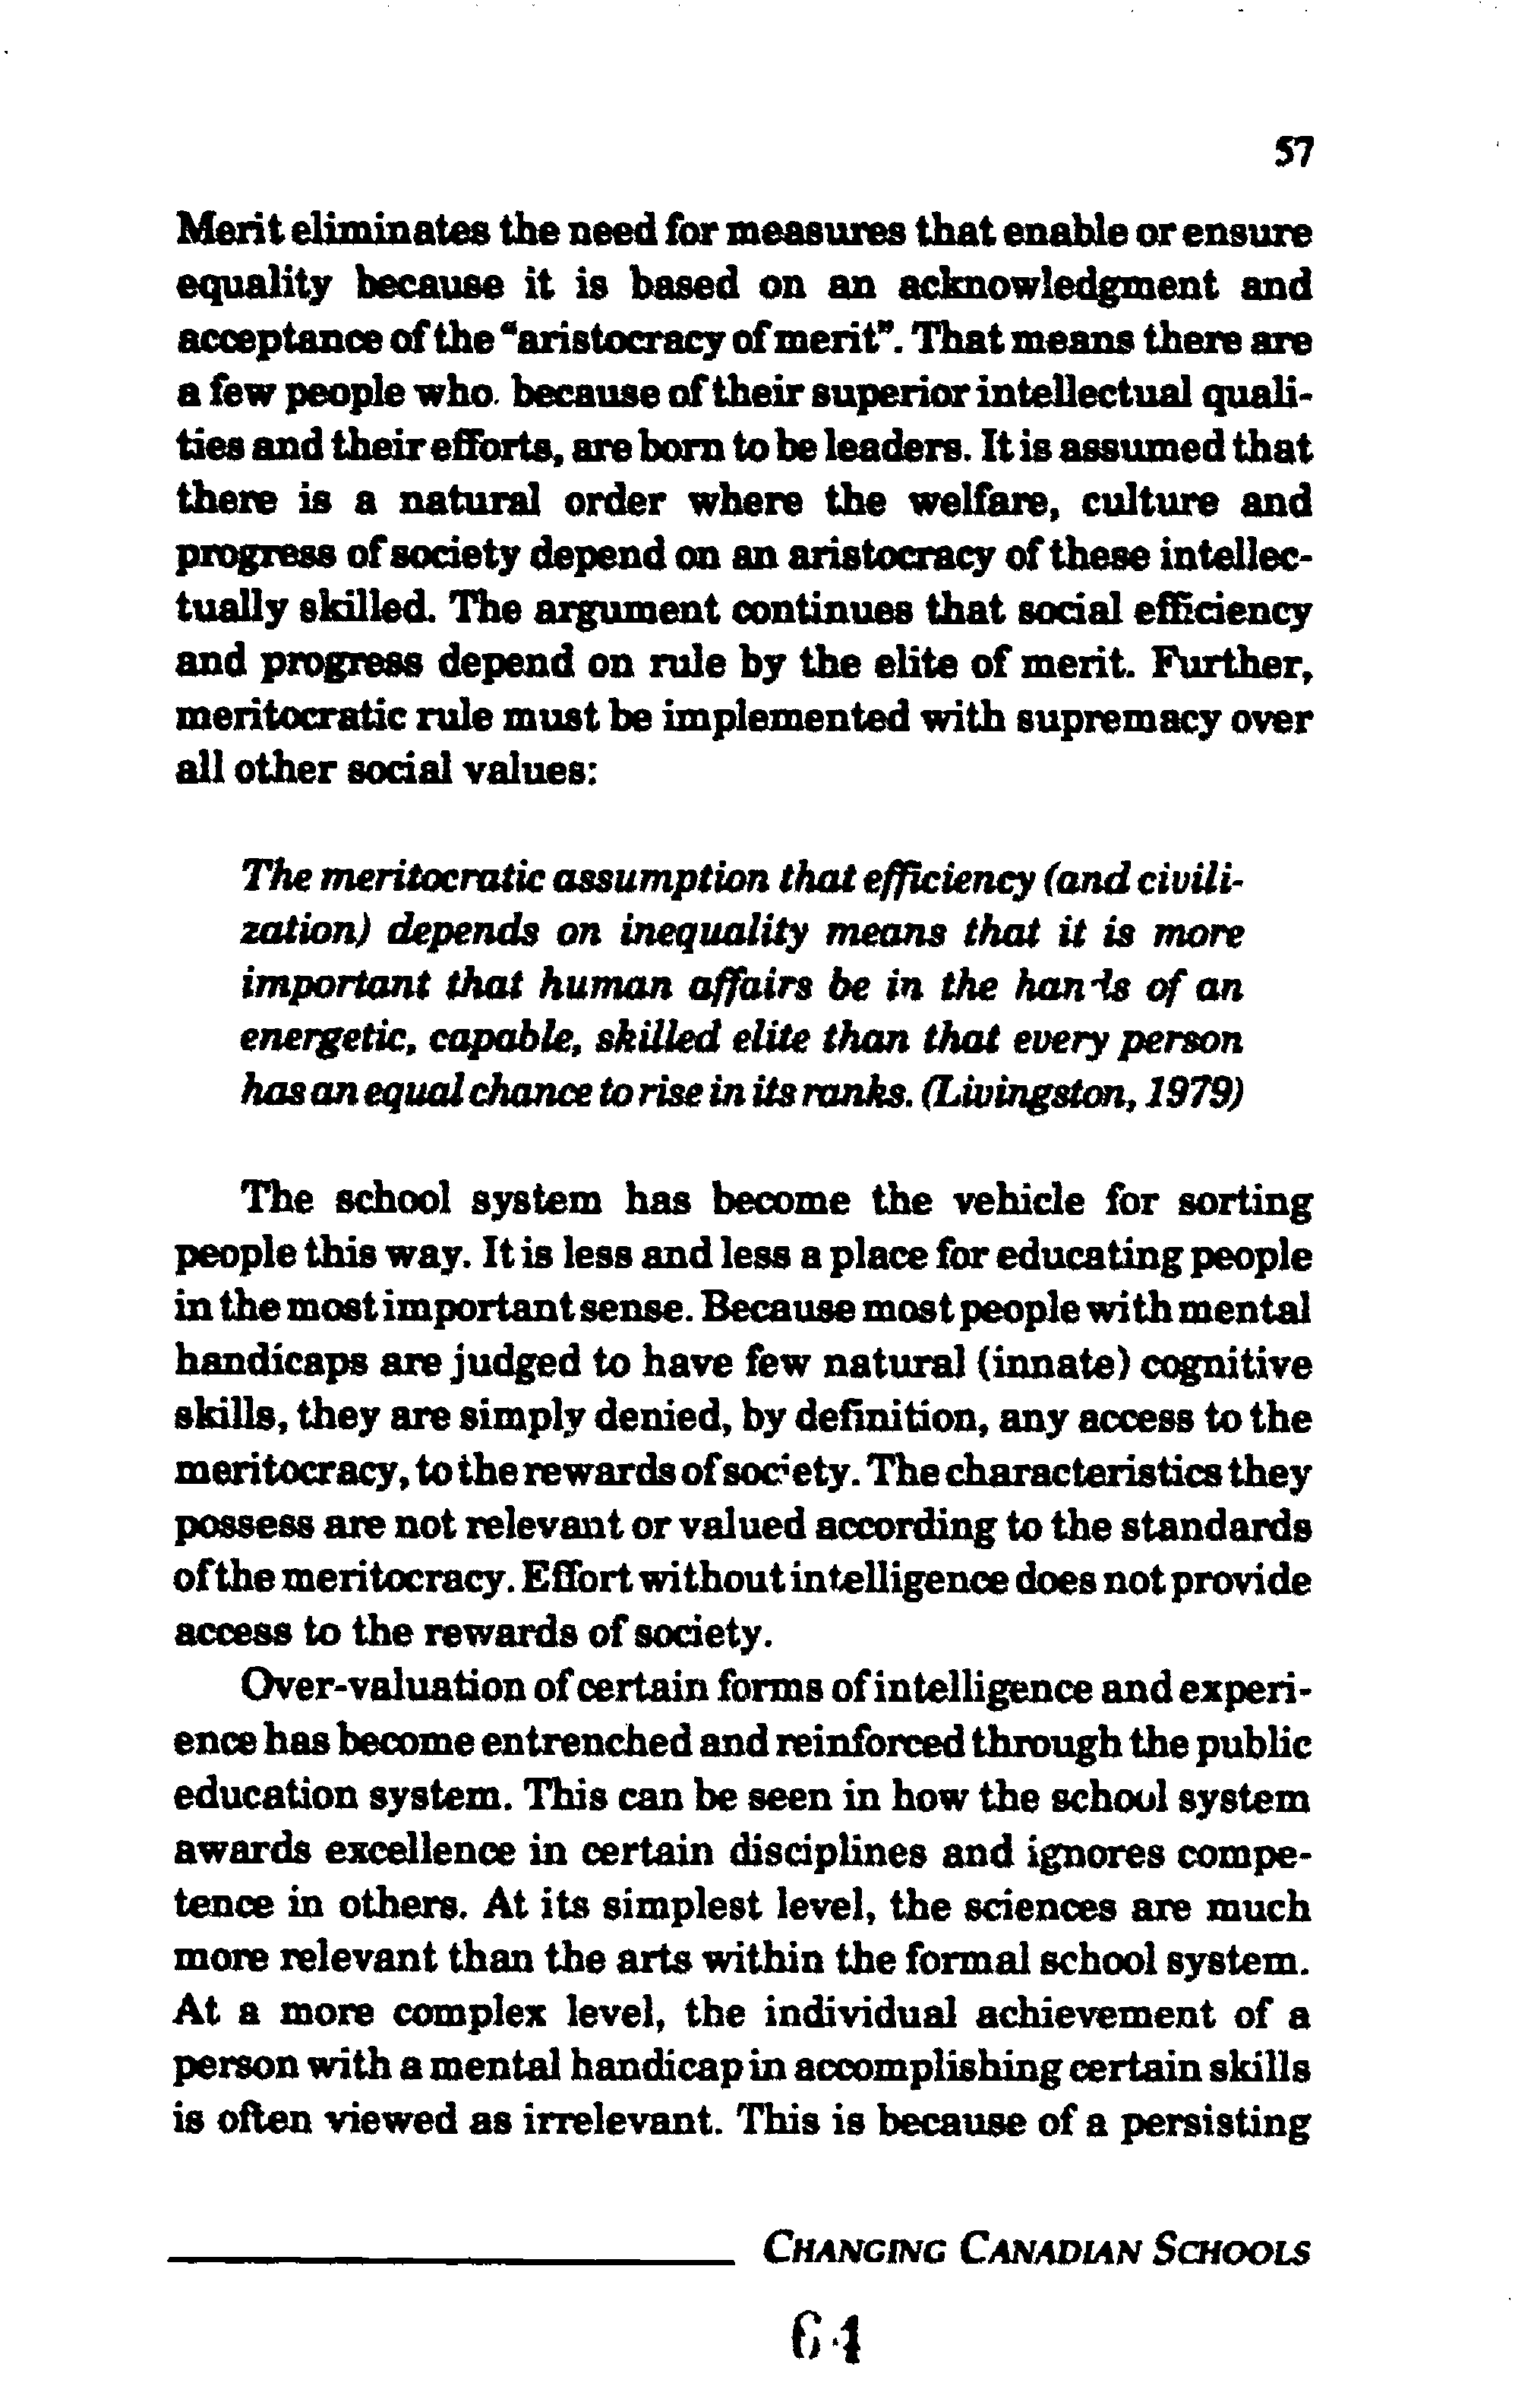 57
Merit eliminates the need for measures that enable or ensure
equality because it is based on an acknowledgment and
acceptance of the "aristocracy of merit". That means there are
a few people who. because of their superior intellectual quali-
ties and their efforts, are born to be leaders. It is assumed that
there is a natural order where the welfare, culture and
progress of society depend on an aristocracy of these intellec-
tually skilled. The argument continues that social efficiency
and progress depend on rule by the elite of merit. Further,
meritocratic rule must be implemented with supremacy over
all other social values:
The meritocratic assumption that efficiency (and civili-
zation) depends on inequality means that it is more
important that human affairs be in the hands of an
energetic, capable, skilled elite than that every person
has an equal chance to rise in its ranks. (Livingston, 1979)
The school system has become the vehicle for sorting
people this way. It is less and less a place for educating people
in the most important sense. Because most people with mental
handicaps are judged to have few natural (innate) cognitive
skills, they are simply denied, by definition, any access to the
meritocracy, to the rewards of society. The characteristics they
possess are not relevant or valued according to the standards
of the meritocracy. Effort without intelligence does not provide
access to the rewards of society.
Over-valuation of certain forms of intelligence and experi-
ence has become entrenched and reinforced through the public
education system. This can be seen in how the school system
awards excellence in certain disciplines and ignores compe-
tence in others. At its simplest level, the sciences are much
more relevant than the arts within the formal school system.
At a more complex level, the individual achievement of a
person with a mental handicap in accomplishing certain skills
is often viewed as irrelevant. This is because of a persisting
CHANGING CANADIAN SCHOOLS
64